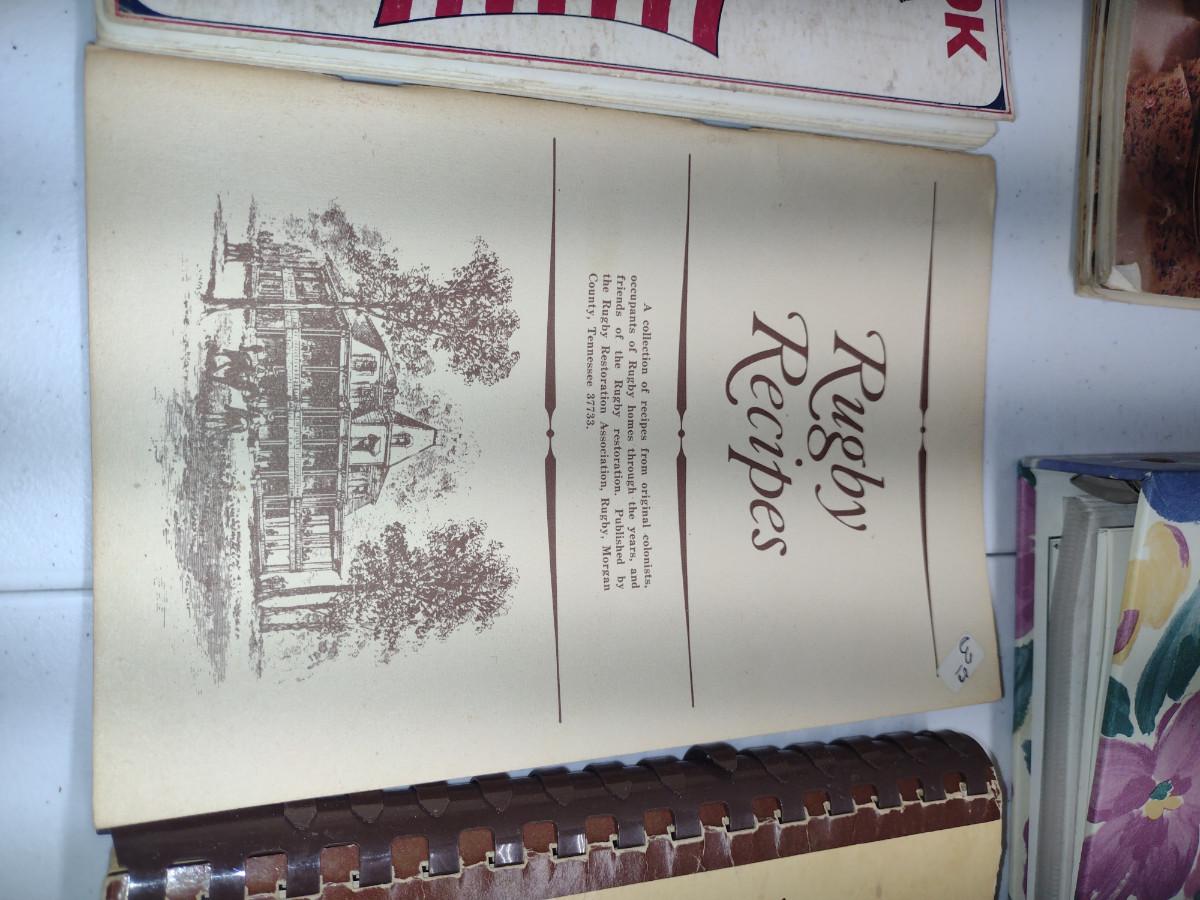 OK
Rugby
Recipes
A collection of recipes from original colonists,
occupants of Rugby homes through the years, and
friends of the Rugby restoration. Published by
the Rugby Restoration Association, Rugby, Morgan
County, Tennessee 37733.